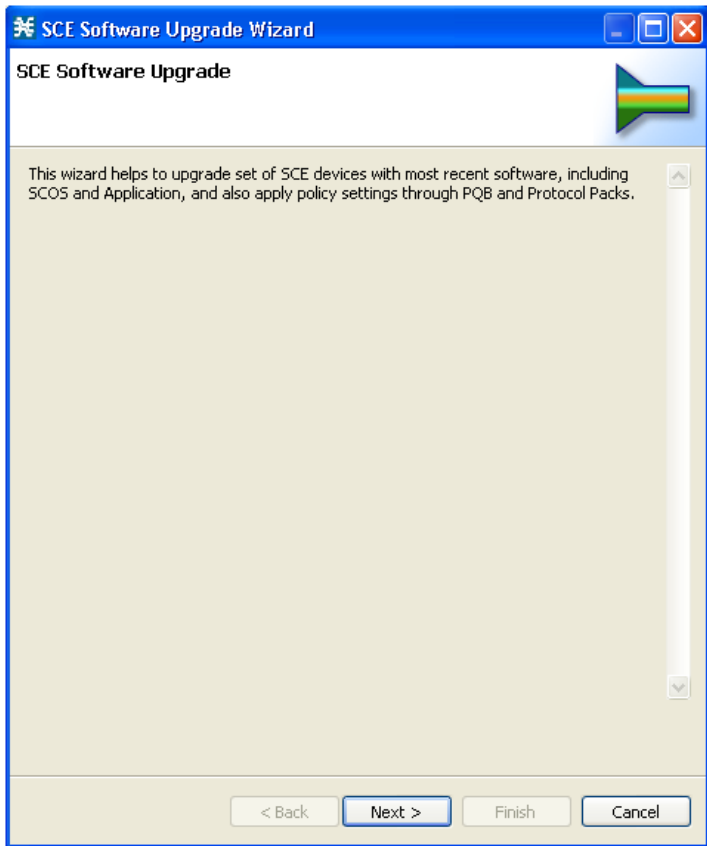 SCE Software Upgrade Wizard
SCE Software Upgrade
This wizard helps to upgrade set of SCE devices with most recent software, including
SCOS and Application, and also apply policy settings through PQB and Protocol Packs.
< Back Next > Finish Cancel